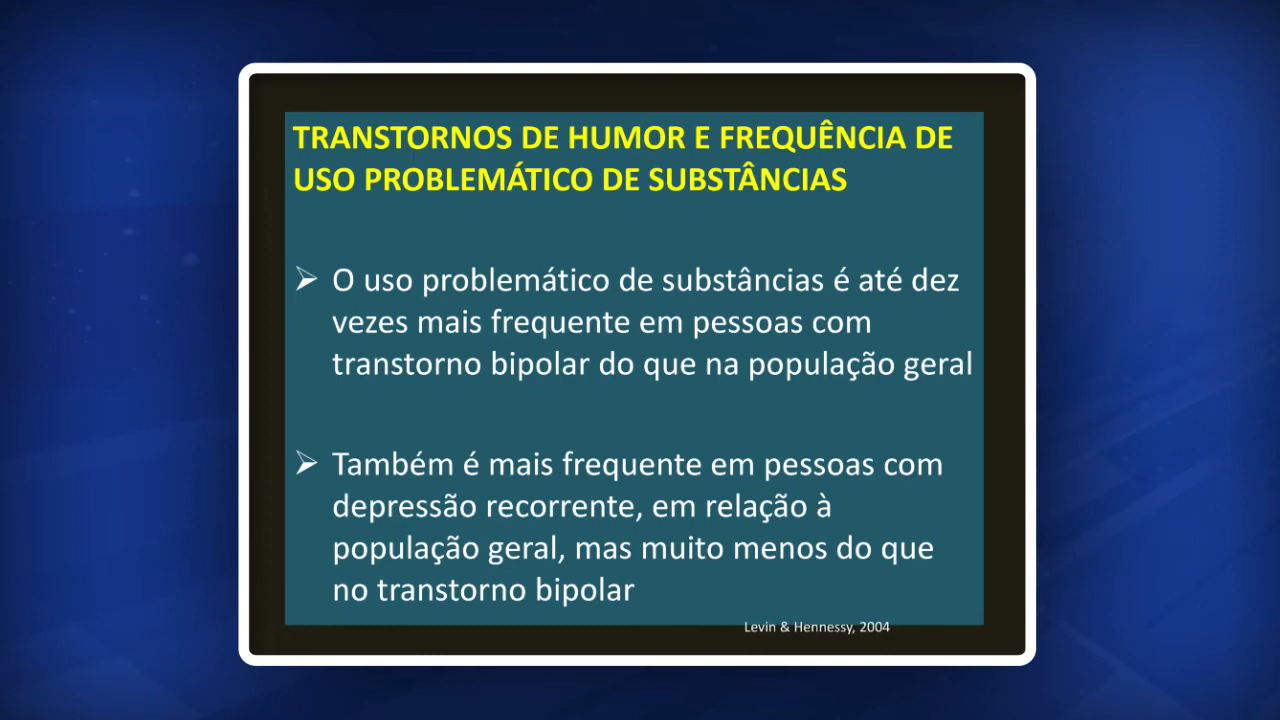 TRANSTORNOS DE HUMOR E FREQUÊNCIA DE
USO PROBLEMÁTICO DE SUBSTÂNCIAS
➢ O uso problemático de substâncias é até dez
vezes mais frequente em pessoas com
transtorno bipolar do que na população geral
➢ Também é mais frequente em pessoas com
depressão recorrente, em relação à
população geral, mas muito menos do que
no transtorno bipolar
Levin & Hennessy, 2004